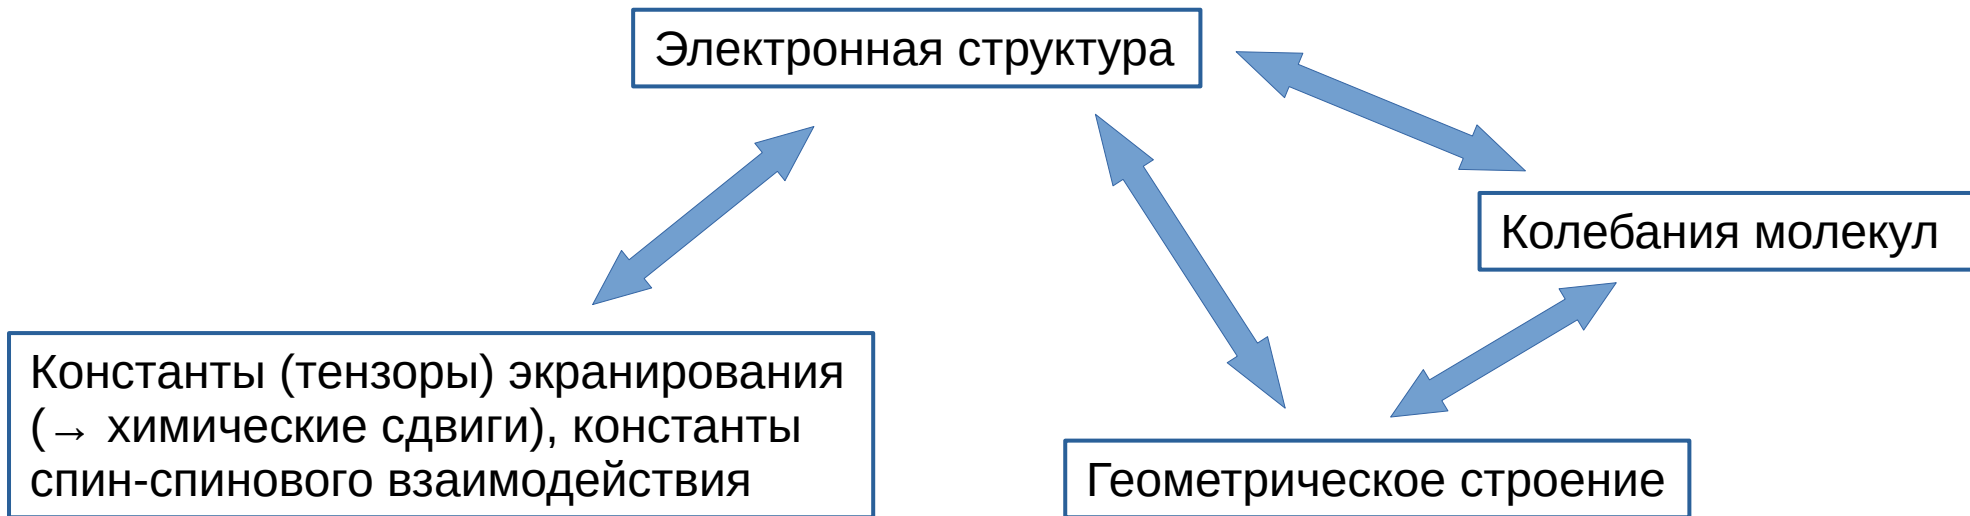 Электронная структура
Колебания молекул
Константы (тензоры) экранирования
(→ химические сдвиги), константы
спин-спинового взаимодействия
Геометрическое строение